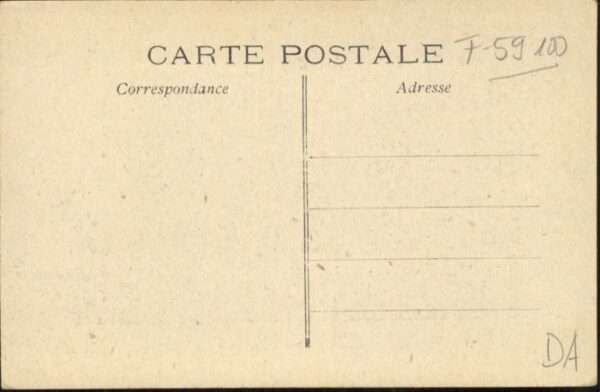 CARTE POSTALE F-59 100
Correspondance Adresse
DA